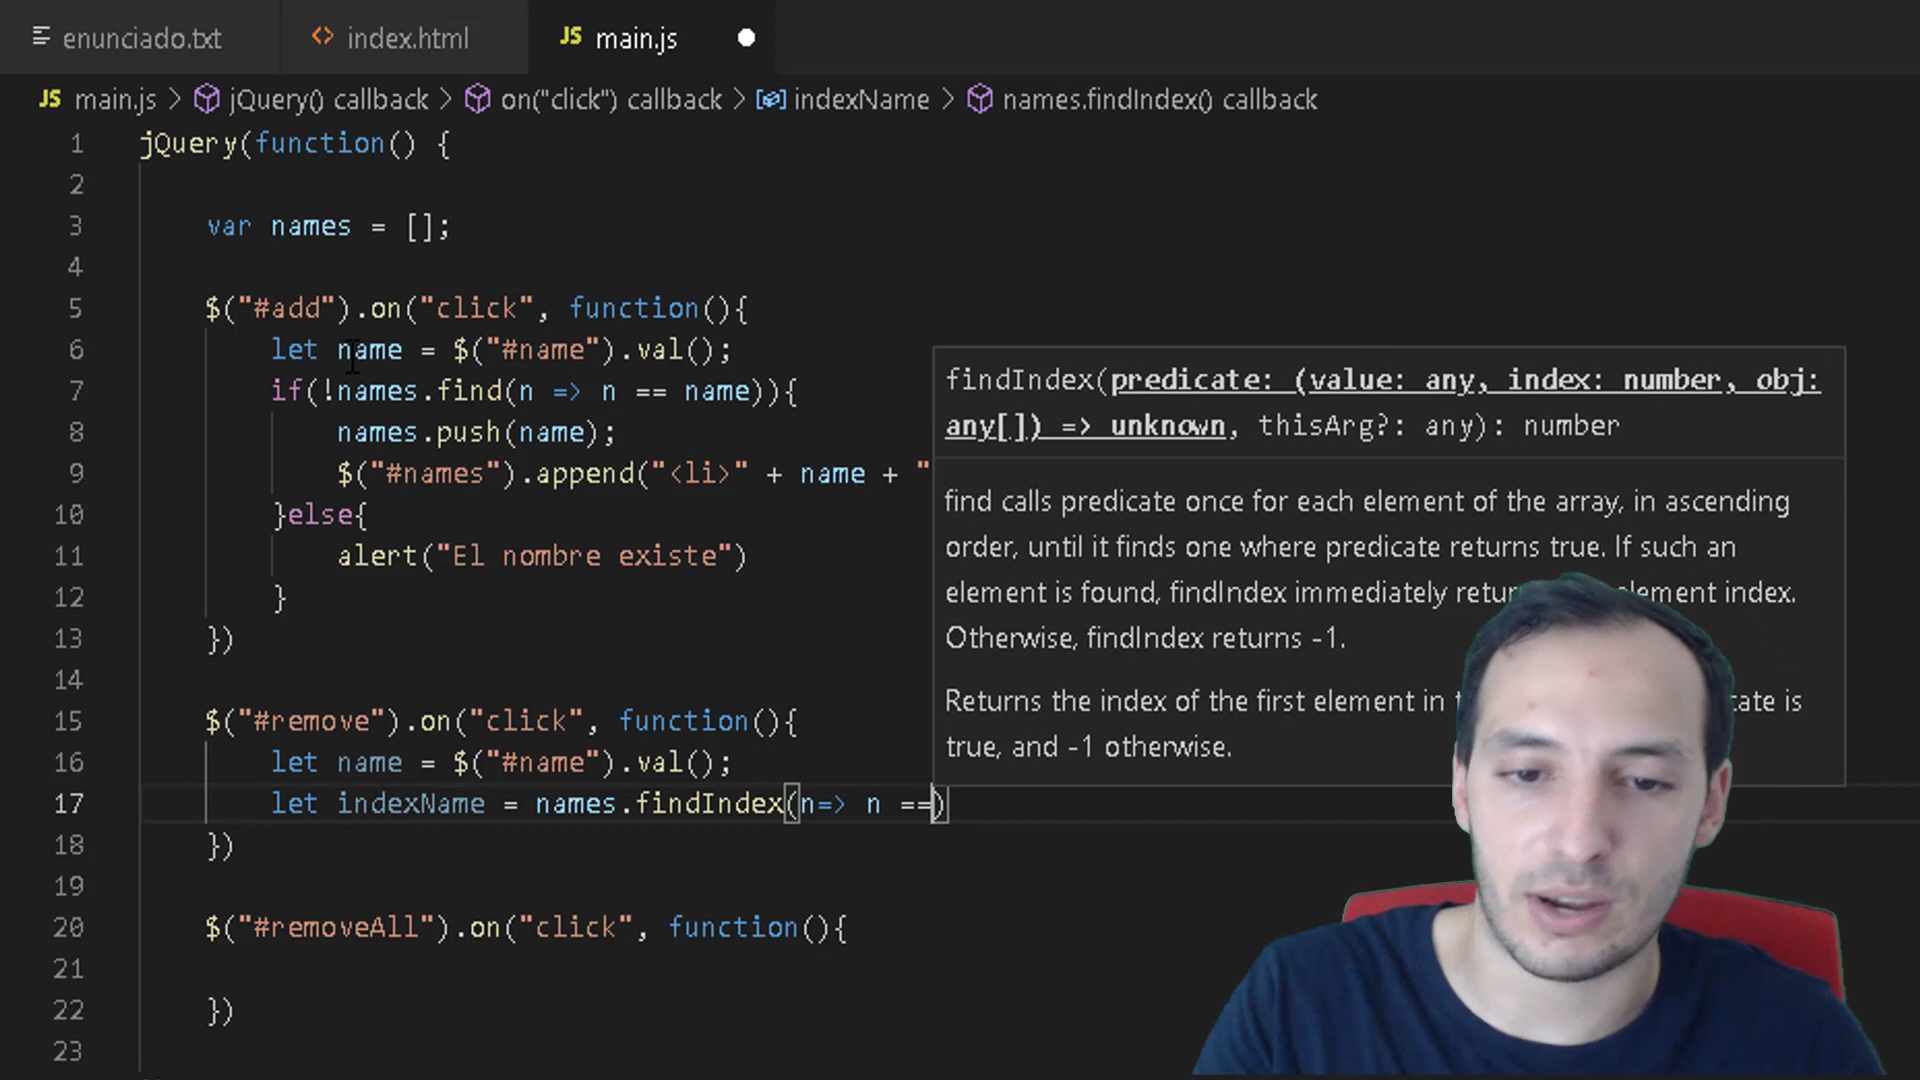 enunciado.txt
<> index.html
JS main.js
JS main.js > jQuery() callback > on("click") callback > indexName > names.findIndex() callback
1 jQuery(function() {
2
3 var names = [];
4
5 $("#add").on("click", function(){
6 let name = $("#name").val();
7 if(!names.find(n => n == name)){
8 names.push(name);
9 $("#names").append("<li>" + name + "
10 }else{
11 alert("El nombre existe")
12 }
13 })
14
15 $("#remove").on("click", function(){
16 let name = $("#name").val();
17 let indexName = names.findIndex(n=> n ==)
18 })
19
20 $("#removeAll").on("click", function(){
21
22 })
23
findIndex(predicate: (value: any, index: number, obj:
any[]) => unknown, thisArg?: any): number
find calls predicate once for each element of the array, in ascending
order, until it finds one where predicate returns true. If such an
element is found, findIndex immediately element index.
Otherwise, findIndex returns -1.
Returns the index of the first element in is
true, and -1 otherwise.